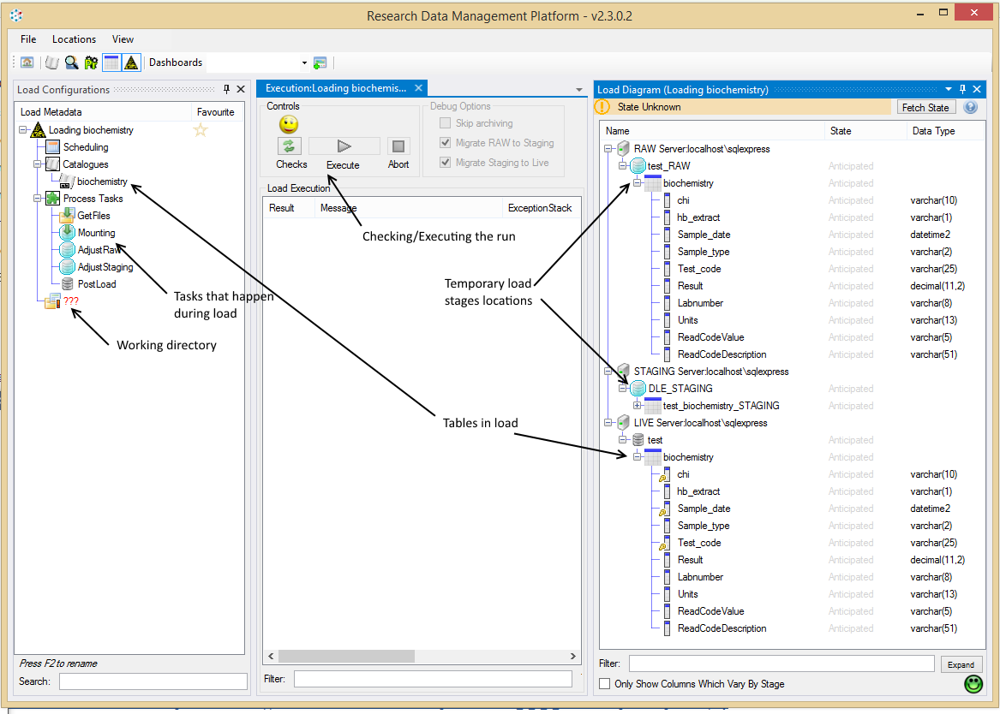 Research Data Management Platform - v2.3.0.2
File Locations View
Dashboards
Load Configurations
Load Metadata Favourite
Loading biochemistry
Scheduling
Catalogues
biochemistry
Process Tasks
GetFiles
Mounting
AdjustRaw
AdjustStaging
PostLoad
???
Tasks that happen
during load
Working directory
Press F2 to rename
Search:
Execution:Loading biochemis...
Controls
Checks Execute Abort
Debug Options
Skip archiving
Migrate RAW to Staging
Migrate Staging to Live
Load Execution
Result Message ExceptionStack
Checking/Executing the run
Temporary load
stages locations
Tables in load
Filter:
Load Diagram (Loading biochemistry)
State Unknown Fetch State
Name State Data Type
RAW Server:localhost\sqlexpress
test_RAW Anticipated
biochemistry Anticipated
chi Anticipated varchar(10)
hb_extract Anticipated varchar(1)
Sample_date Anticipated datetime2
Sample_type Anticipated varchar(2)
Test_code Anticipated varchar(25)
Result Anticipated decimal(11,2)
Labnumber Anticipated varchar(8)
Units Anticipated varchar(13)
ReadCodeValue Anticipated varchar(5)
ReadCodeDescription Anticipated varchar(51)
STAGING Server:localhost\sqlexpress
DLE_STAGING Anticipated
test_biochemistry_STAGING Anticipated
LIVE Server:localhost\sqlexpress
test Anticipated
biochemistry Anticipated
chi Anticipated varchar(10)
hb_extract Anticipated varchar(1)
Sample_date Anticipated datetime2
Sample_type Anticipated varchar(2)
Test_code Anticipated varchar(25)
Result Anticipated decimal(11,2)
Labnumber Anticipated varchar(8)
Units Anticipated varchar(13)
ReadCodeValue Anticipated varchar(5)
ReadCodeDescription Anticipated varchar(51)
Filter: Expand
Only Show Columns Which Vary By Stage